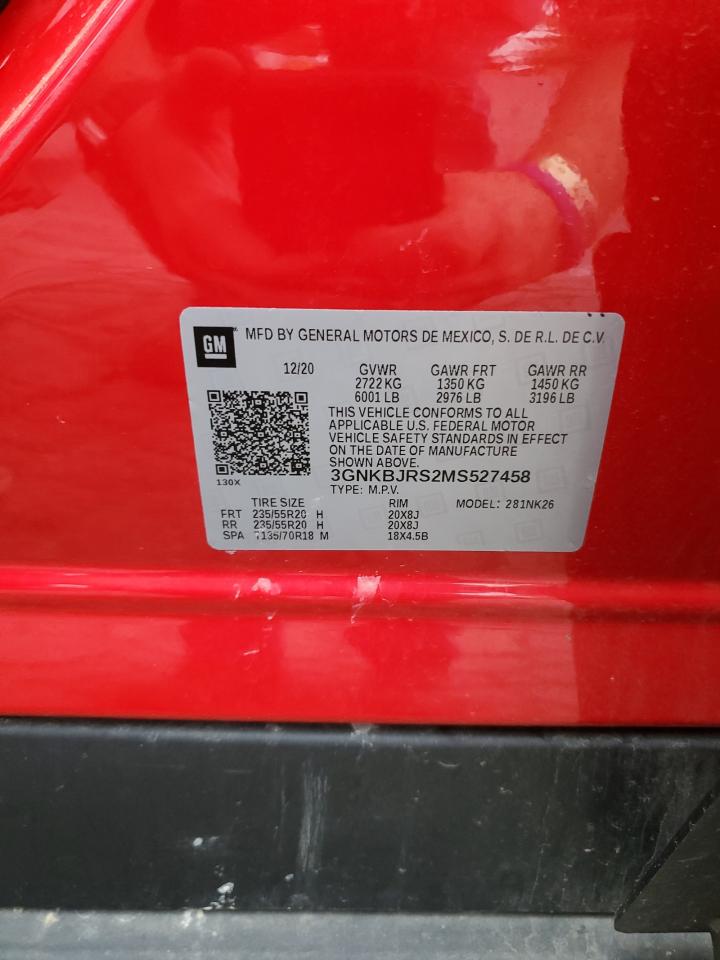 GM MFD BY GENERAL MOTORS DE MEXICO, S. DE R.L. DE C.V.
12/20 GVWR GAWR FRT GAWR RR
2722 KG 1350 KG 1450 KG
6001 LB 2976 LB 3196 LB
THIS VEHICLE CONFORMS TO ALL
APPLICABLE U.S. FEDERAL MOTOR
VEHICLE SAFETY STANDARDS IN EFFECT
ON THE DATE OF MANUFACTURE
SHOWN ABOVE.
3GNKBJRS2MS527458
130X
TYPE: M.P.V.
TIRE SIZE RIM MODEL: 281NK26
FRT 235/55R20 H 20X8J
RR 235/55R20 H 20X8J
SPA T135/70R18 M 18X4.5B